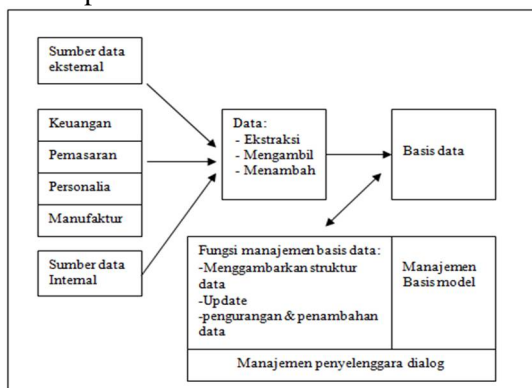 Sumber data
eksternal
Keuangan
Pemasaran
Personalia
Manufaktur
Sumber data
Internal
Data:
- Ekstraksi
- Mengambil
- Menambah
Basis data
Fungsi manajemen basis data:
-Menggambarkan struktur
data
-Update
-pengurangan & penambahan
data
Manajemen
Basis model
Manajemen penyelenggara dialog